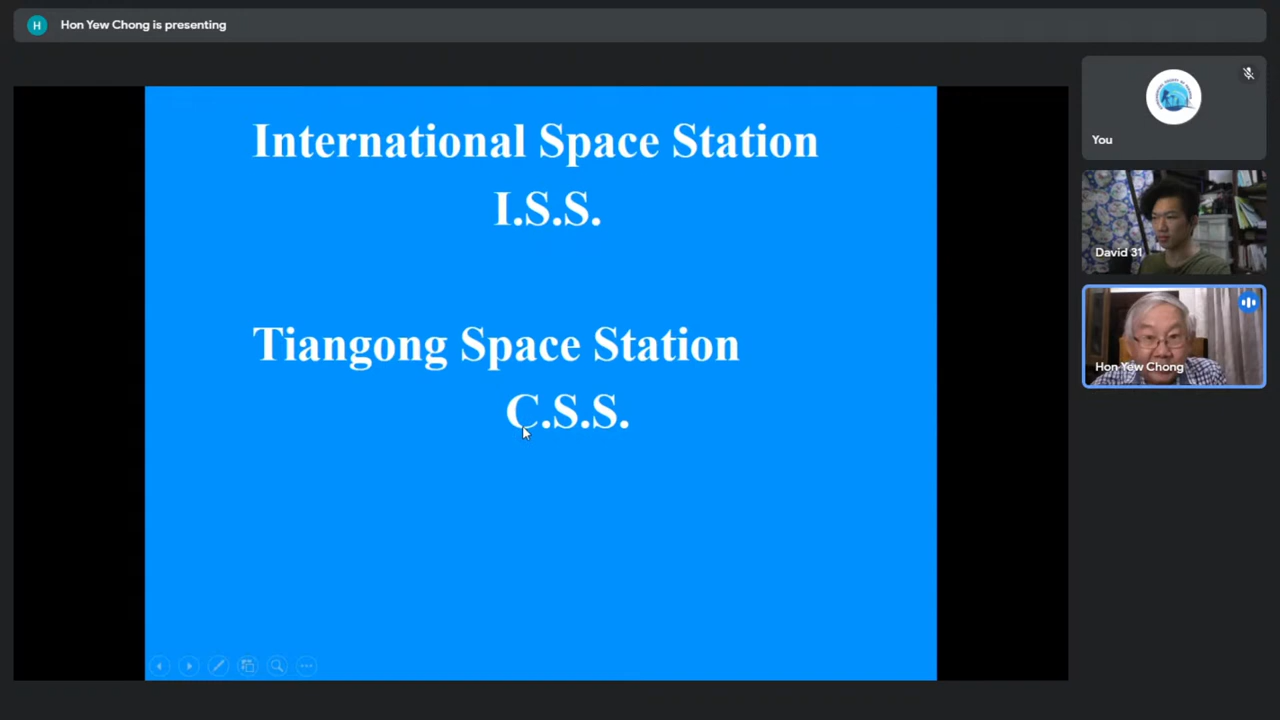 H
Hon Yew Chong is presenting
International Space Station
I.S.S.
Tiangong Space Station
C.S.S.
You
David 31
Hon Yew Chong